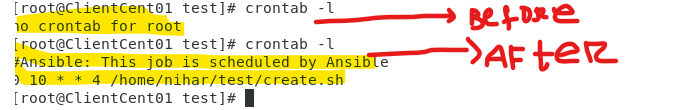 [root@ClientCent01 test]# crontab -l
no crontab for root
[root@ClientCent01 test]# crontab -l
#Ansible: This job is scheduled by Ansible
0 10 * * 4 /home/nihar/test/create.sh
[root@ClientCent01 test]#
BEFORE
AFTER